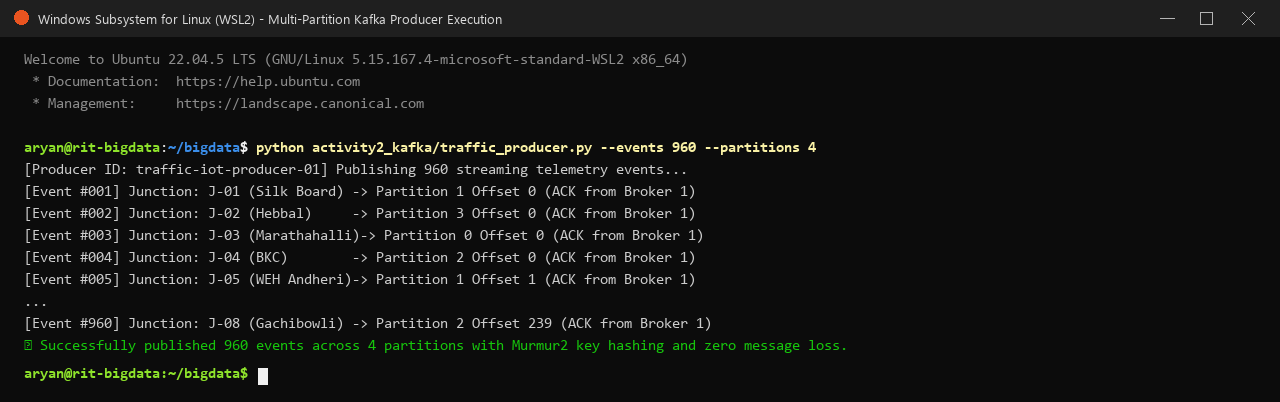 Windows Subsystem for Linux (WSL2) - Multi-Partition Kafka Producer Execution
Welcome to Ubuntu 22.04.5 LTS (GNU/Linux 5.15.167.4-microsoft-standard-WSL2 x86_64)
 * Documentation:  https://help.ubuntu.com
 * Management:     https://landscape.canonical.com
aryan@rit-bigdata:~/bigdata$ python activity2_kafka/traffic_producer.py --events 960 --partitions 4
[Producer ID: traffic-iot-producer-01] Publishing 960 streaming telemetry events...
[Event #001] Junction: J-01 (Silk Board) -> Partition 1 Offset 0 (ACK from Broker 1)
[Event #002] Junction: J-02 (Hebbal)     -> Partition 3 Offset 0 (ACK from Broker 1)
[Event #003] Junction: J-03 (Marathahalli)-> Partition 0 Offset 0 (ACK from Broker 1)
[Event #004] Junction: J-04 (BKC)        -> Partition 2 Offset 0 (ACK from Broker 1)
[Event #005] Junction: J-05 (WEH Andheri)-> Partition 1 Offset 1 (ACK from Broker 1)
...
[Event #960] Junction: J-08 (Gachibowli) -> Partition 2 Offset 239 (ACK from Broker 1)
Successfully published 960 events across 4 partitions with Murmur2 key hashing and zero message loss.
aryan@rit-bigdata:~/bigdata$